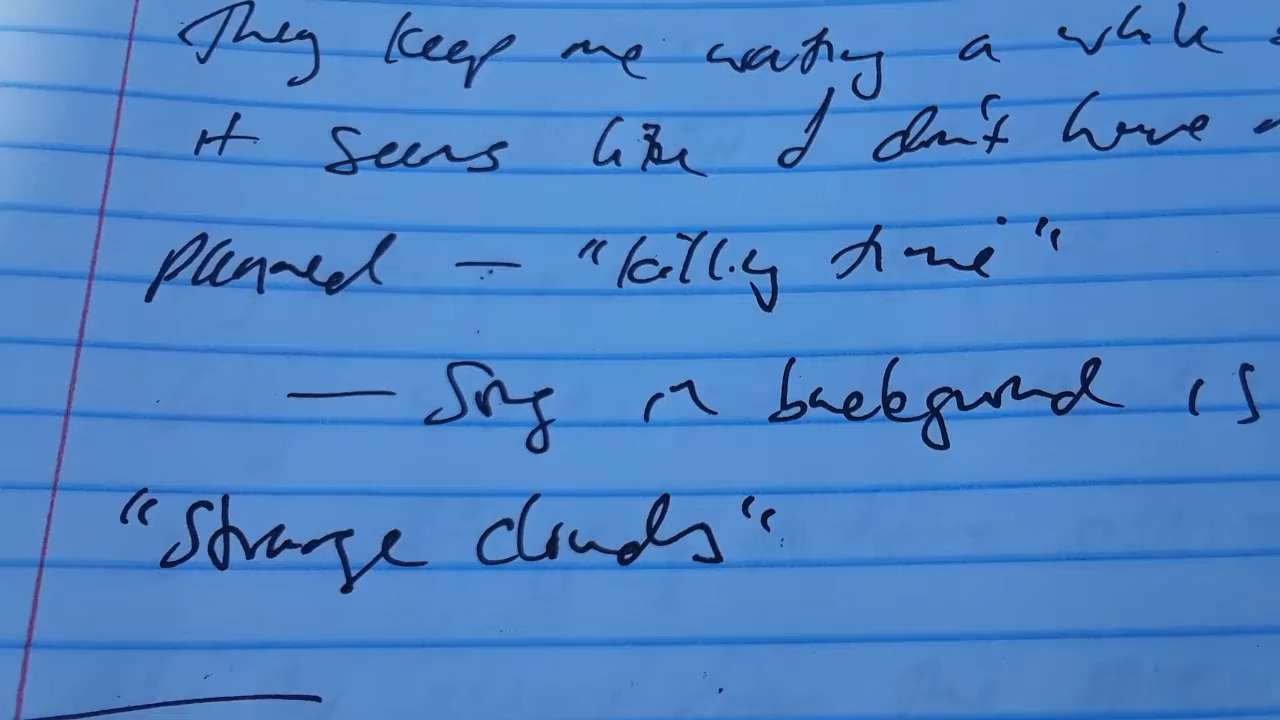 They keep me waiting a while
it seems like I don't have
planned — "killing time"
— Song in background is
"Strange clouds"